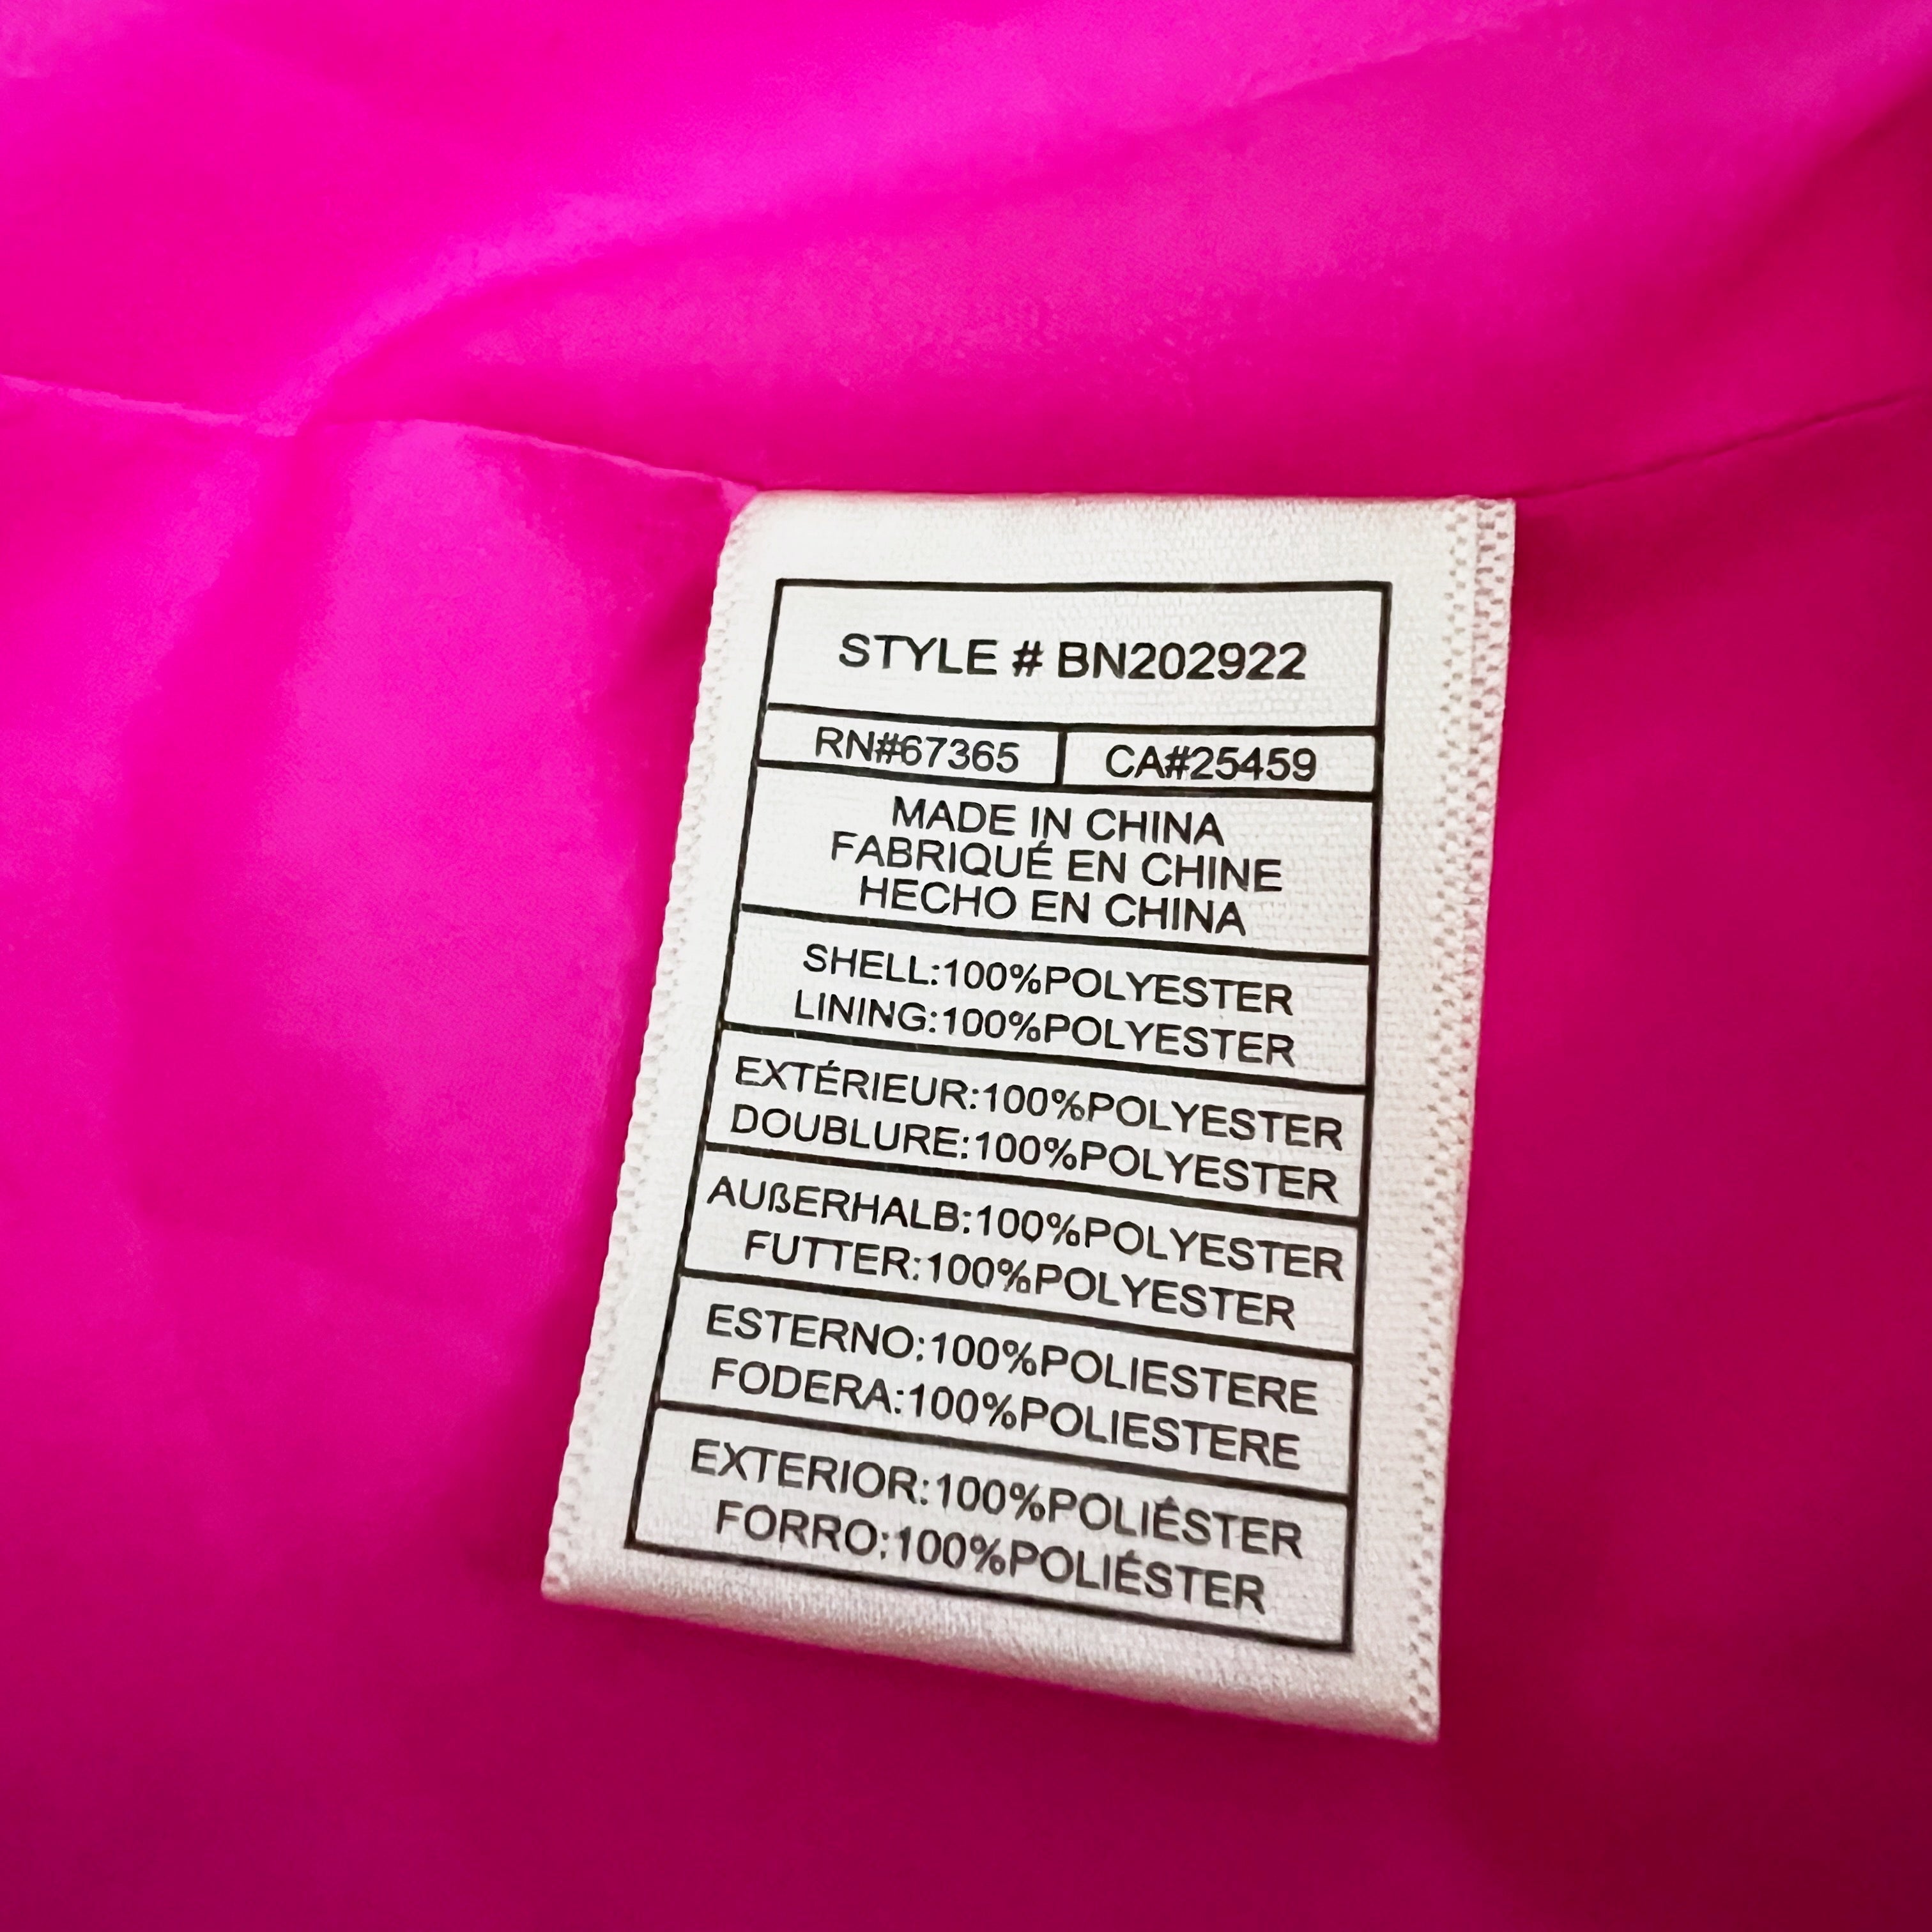 STYLE # BN202922
RN#67365 CA#25459
MADE IN CHINA
FABRIQUÉ EN CHINE
HECHO EN CHINA
SHELL:100%POLYESTER
LINING:100%POLYESTER
EXTÉRIEUR:100%POLYESTER
DOUBLURE:100%POLYESTER
AUßERHALB:100%POLYESTER
FUTTER:100%POLYESTER
ESTERNO:100%POLIESTERE
FODERA:100%POLIESTERE
EXTERIOR:100%POLIÉSTER
FORRO:100%POLIÉSTER